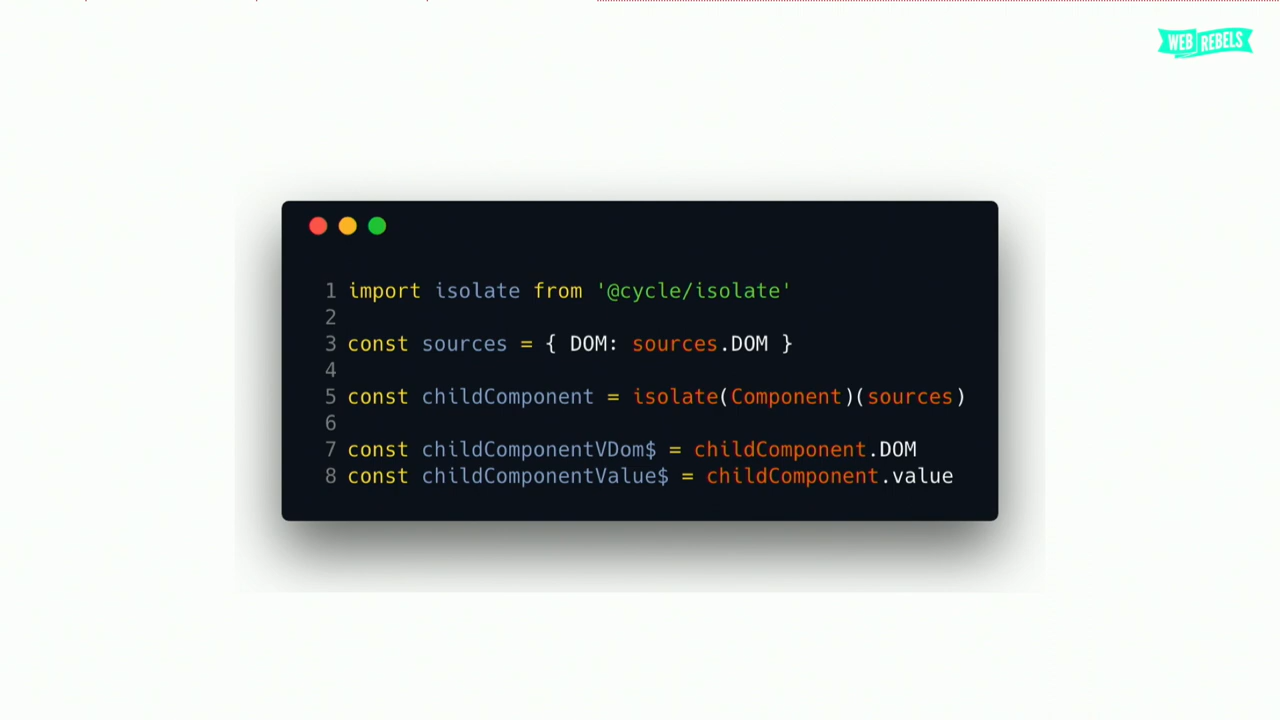 WEB REBELS
1 import isolate from '@cycle/isolate'
2
3 const sources = { DOM: sources.DOM }
4
5 const childComponent = isolate(Component)(sources)
6
7 const childComponentVDom$ = childComponent.DOM
8 const childComponentValue$ = childComponent.value